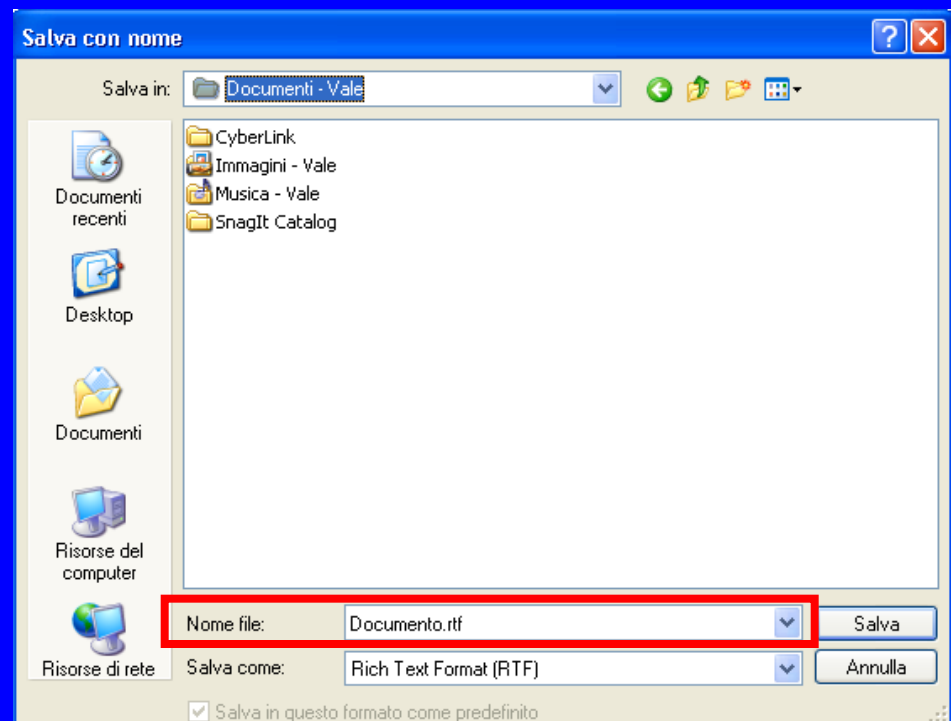 Salva con nome
Salva in:
Documenti - Vale
Documenti
recenti
Desktop
Documenti
Risorse del
computer
Risorse di rete
CyberLink
Immagini - Vale
Musica - Vale
SnagIt Catalog
Nome file:
Documento.rtf
Salva
Salva come:
Rich Text Format (RTF)
Annulla
Salva in questo formato come predefinito